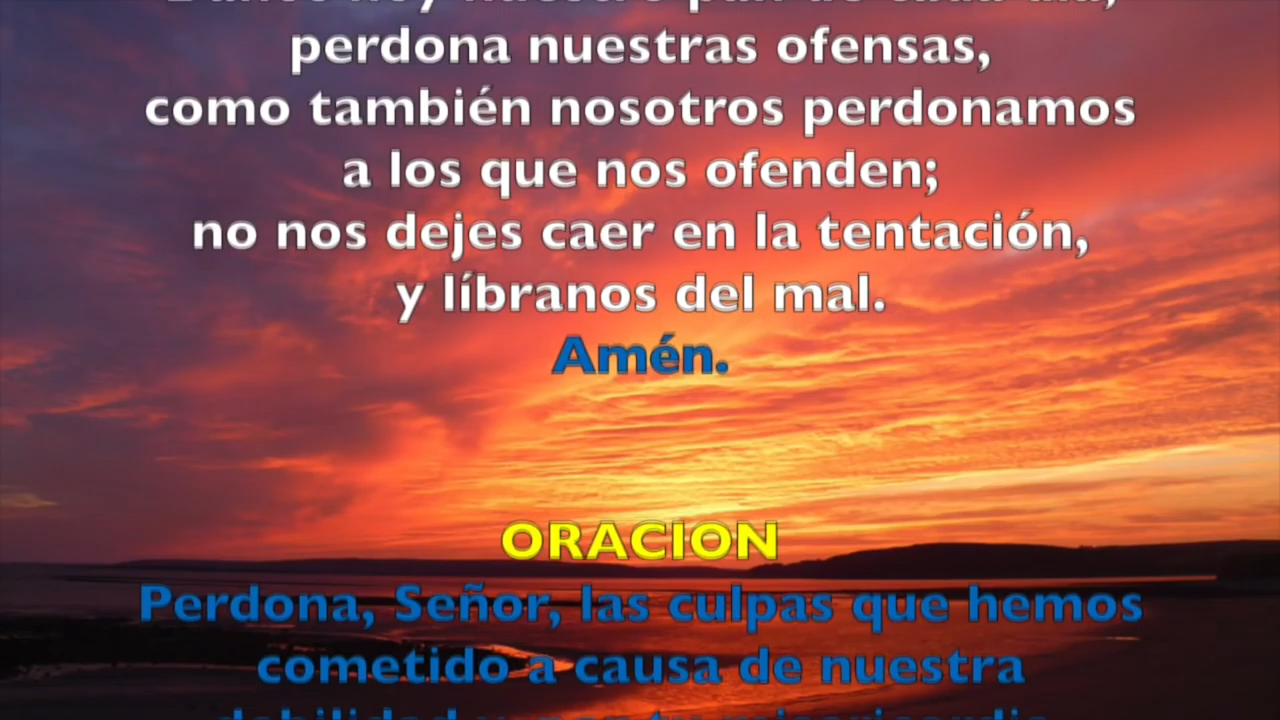 perdona nuestras ofensas,
como también nosotros perdonamos
a los que nos ofenden;
no nos dejes caer en la tentación,
y líbranos del mal.
Amén.
ORACION
Perdona, Señor, las culpas que hemos
cometido a causa de nuestra